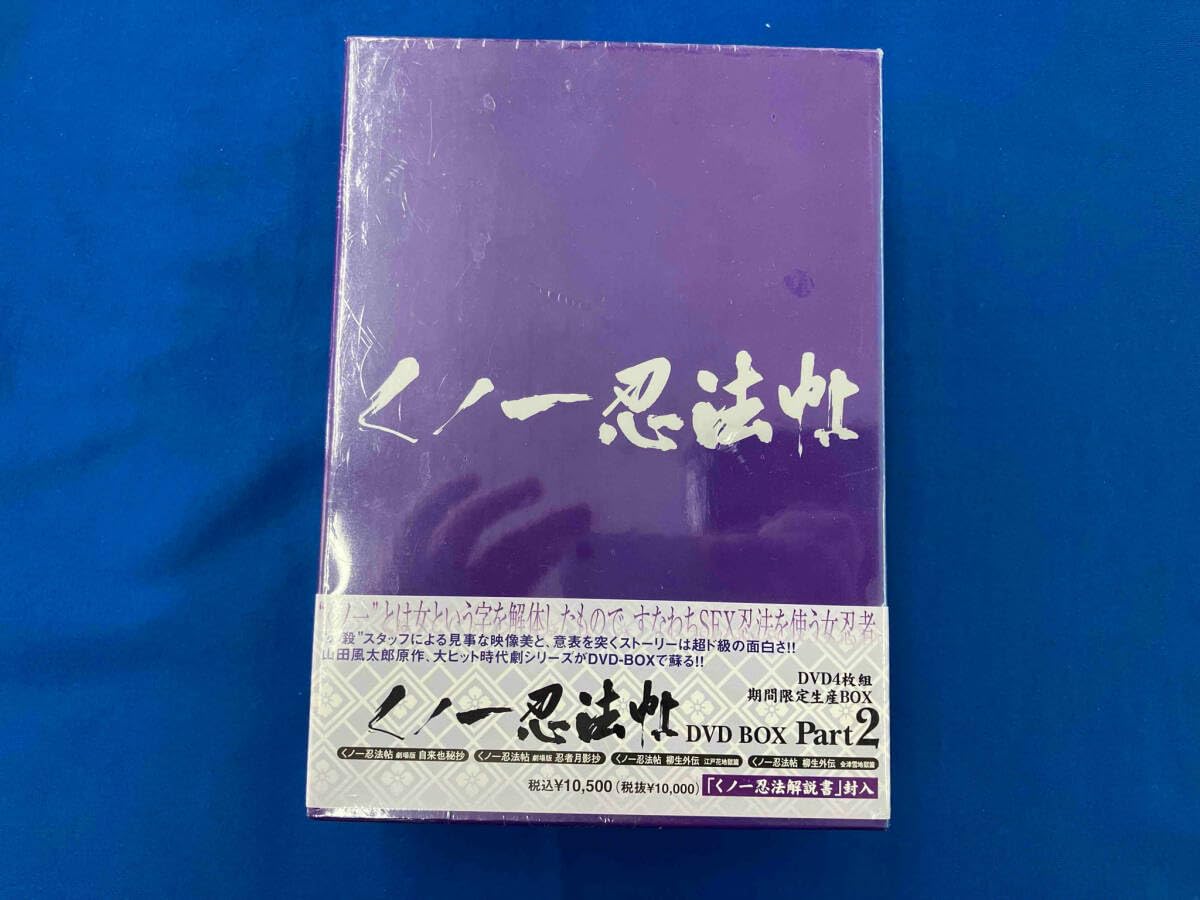 くノ一忍法帖
"くノ一"とは女という字を解体したもので、すなわちSEX忍法を使う女忍者
"必殺"スタッフによる見事な映像美と、意表を突くストーリーは超ド級の面白さ!!
山田風太郎原作、大ヒット時代劇シリーズがDVD-BOXで蘇る!!
DVD4枚組
期間限定生産BOX
くノ一忍法帖 DVD BOX Part2
くノ一忍法帖 劇場版 自来也秘抄 くノ一忍法帖 劇場版 忍者月影抄 くノ一忍法帖 柳生外伝 江戸花地獄篇 くノ一忍法帖 柳生外伝 会津雪地獄篇
税込¥10,500(税抜¥10,000) 「くノ一忍法解説書」封入